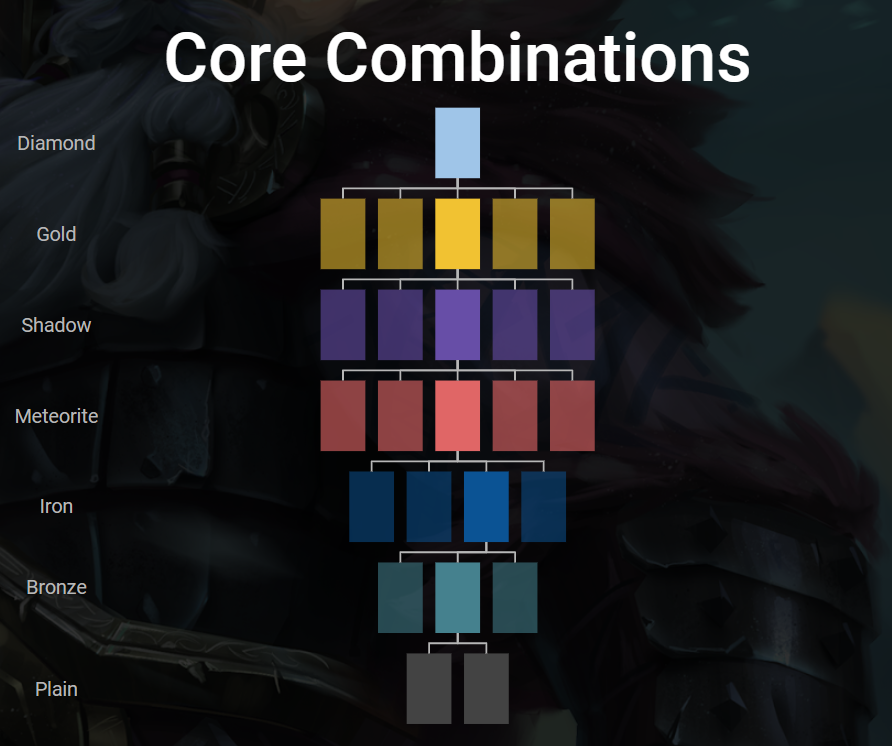 Core Combinations
Diamond
Gold
Shadow
Meteorite
Iron
Bronze
Plain